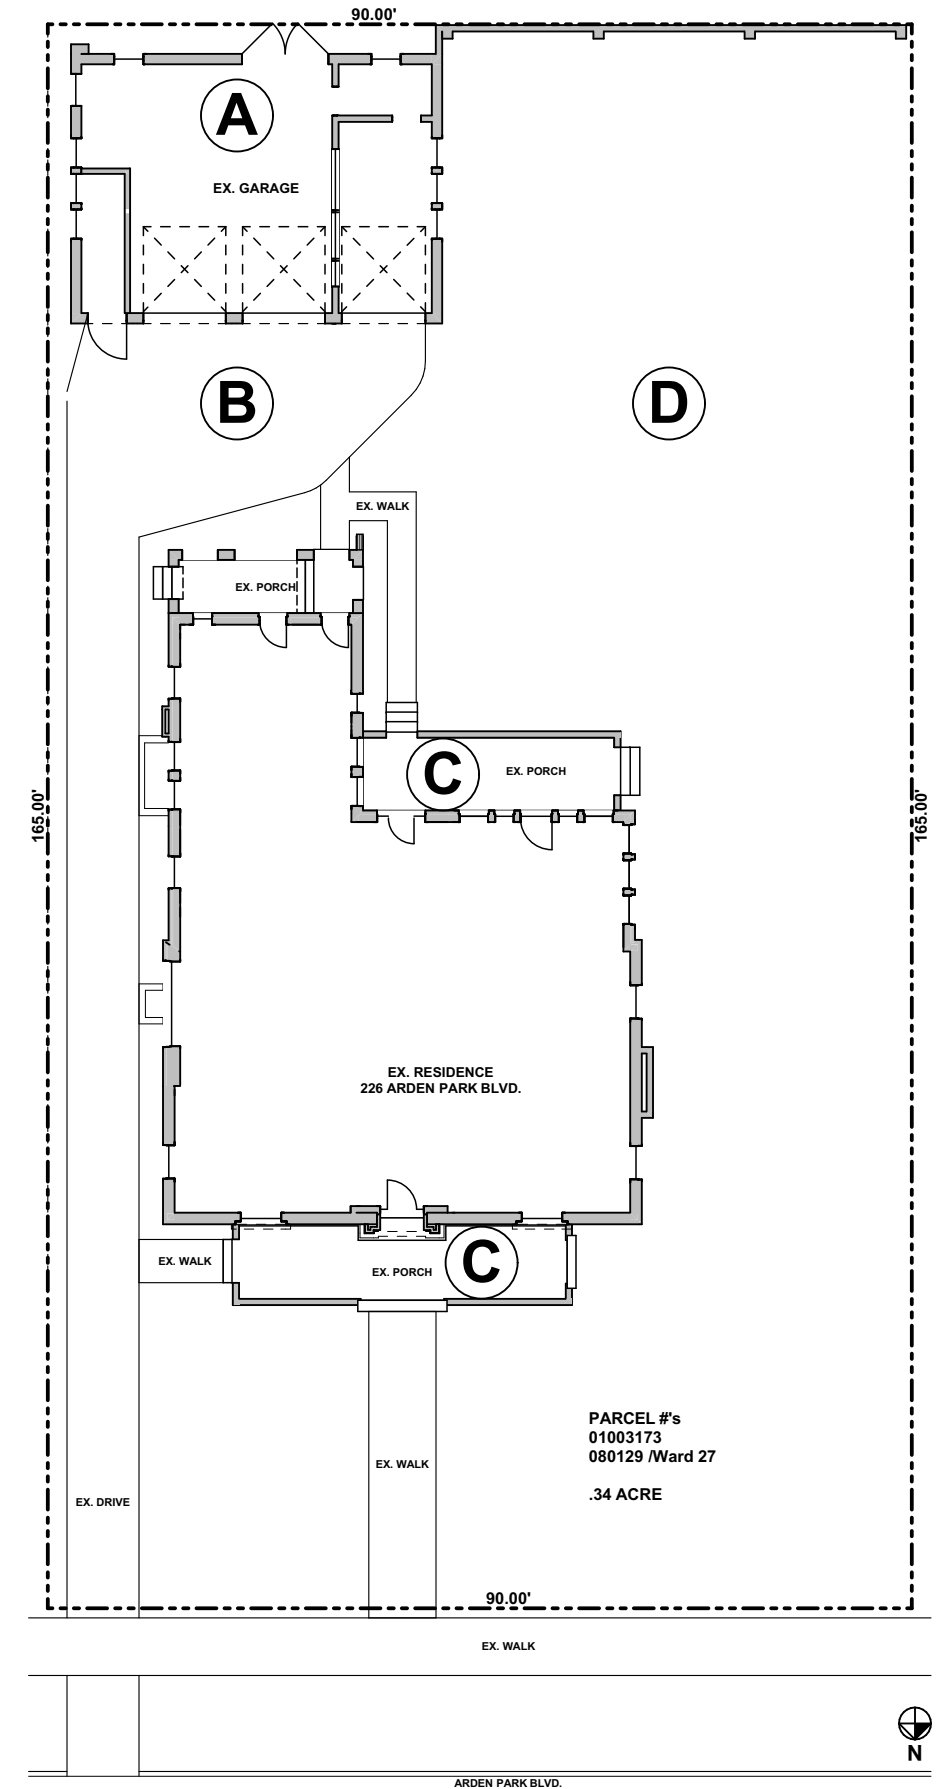 90.00'
A
EX. GARAGE
B
D
EX. WALK
EX. PORCH
C
EX. PORCH
165.00'
165.00'
EX. RESIDENCE
226 ARDEN PARK BLVD.
EX. WALK
EX. PORCH
C
PARCEL #'s
01003173
080129 /Ward 27
.34 ACRE
EX. WALK
EX. DRIVE
90.00'
EX. WALK
N
ARDEN PARK BLVD.